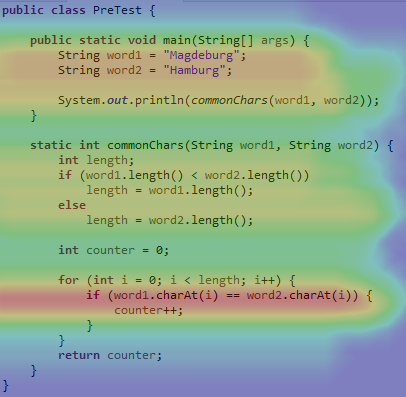 public class PreTest {
public static void main(String[] args) {
String word1 = "Magdeburg";
String word2 = "Hamburg";
System.out.println(commonChars(word1, word2));
}
static int commonChars(String word1, String word2) {
int length;
if (word1.length() < word2.length())
length = word1.length();
else
length = word2.length();
int counter = 0;
for (int i = 0; i < length; i++) {
if (word1.charAt(i) == word2.charAt(i)) {
counter++;
}
}
return counter;
}
}